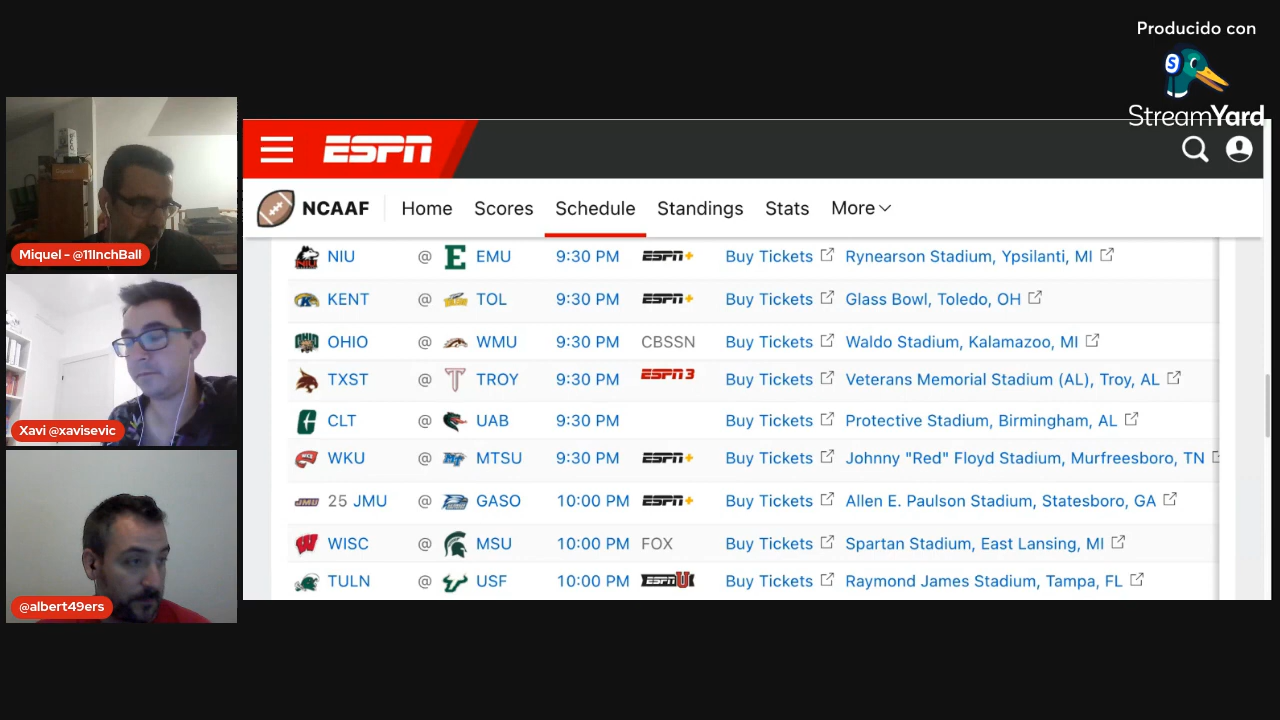 Producido con
StreamYard
ESPN
NCAAF Home Scores Schedule Standings Stats More
NIU @ EMU 9:30 PM ESPN+ Buy Tickets Rynearson Stadium, Ypsilanti, MI
KENT @ TOL 9:30 PM ESPN+ Buy Tickets Glass Bowl, Toledo, OH
OHIO @ WMU 9:30 PM CBSSN Buy Tickets Waldo Stadium, Kalamazoo, MI
TXST @ TROY 9:30 PM ESPN3 Buy Tickets Veterans Memorial Stadium (AL), Troy, AL
CLT @ UAB 9:30 PM Buy Tickets Protective Stadium, Birmingham, AL
WKU @ MTSU 9:30 PM ESPN+ Buy Tickets Johnny "Red" Floyd Stadium, Murfreesboro, TN
25 JMU @ GASO 10:00 PM ESPN+ Buy Tickets Allen E. Paulson Stadium, Statesboro, GA
WISC @ MSU 10:00 PM FOX Buy Tickets Spartan Stadium, East Lansing, MI
TULN @ USF 10:00 PM ESPNU Buy Tickets Raymond James Stadium, Tampa, FL
Miquel - @11InchBall
Xavi @xavisevic
@albert49ers